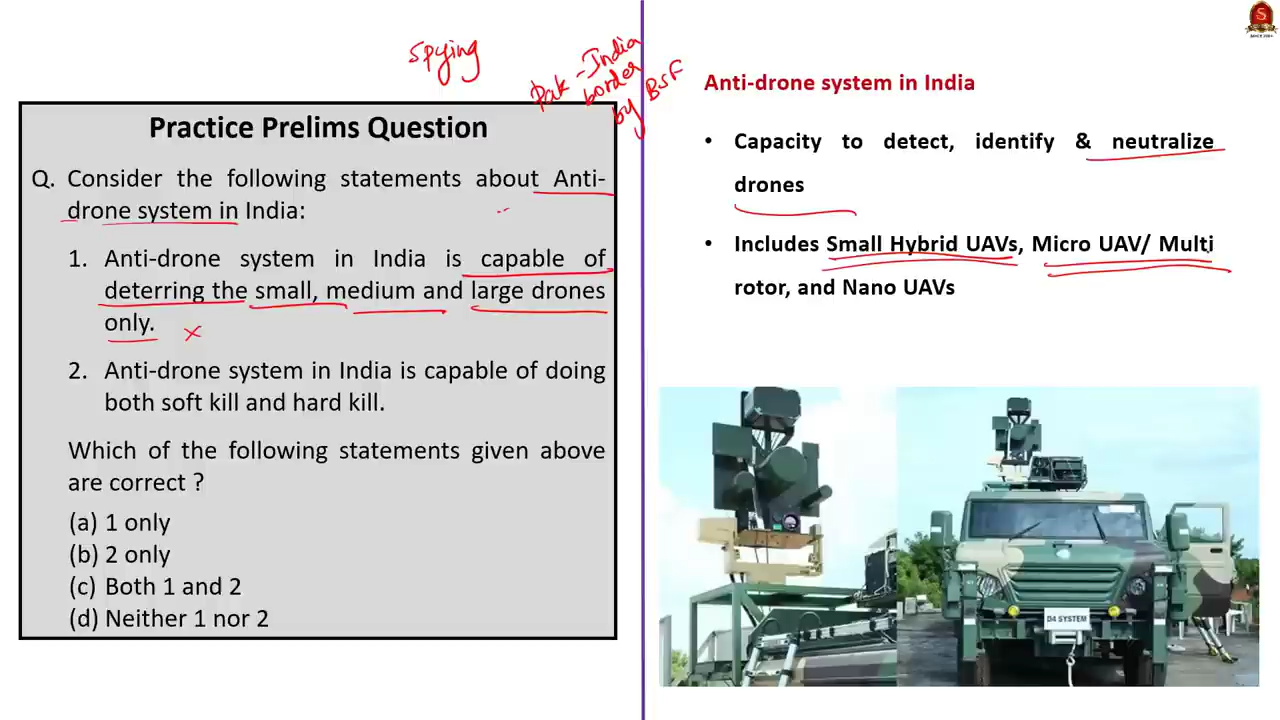 Spying
Pak - India
border
by BSF
Practice Prelims Question
Q. Consider the following statements about Anti-
drone system in India:
1. Anti-drone system in India is capable of
deterring the small, medium and large drones
only. x
2. Anti-drone system in India is capable of doing
both soft kill and hard kill.
Which of the following statements given above
are correct ?
(a) 1 only
(b) 2 only
(c) Both 1 and 2
(d) Neither 1 nor 2
Anti-drone system in India
• Capacity to detect, identify & neutralize
drones
• Includes Small Hybrid UAVs, Micro UAV/ Multi
rotor, and Nano UAVs
D4 SYSTEM
S
SINCE 2004